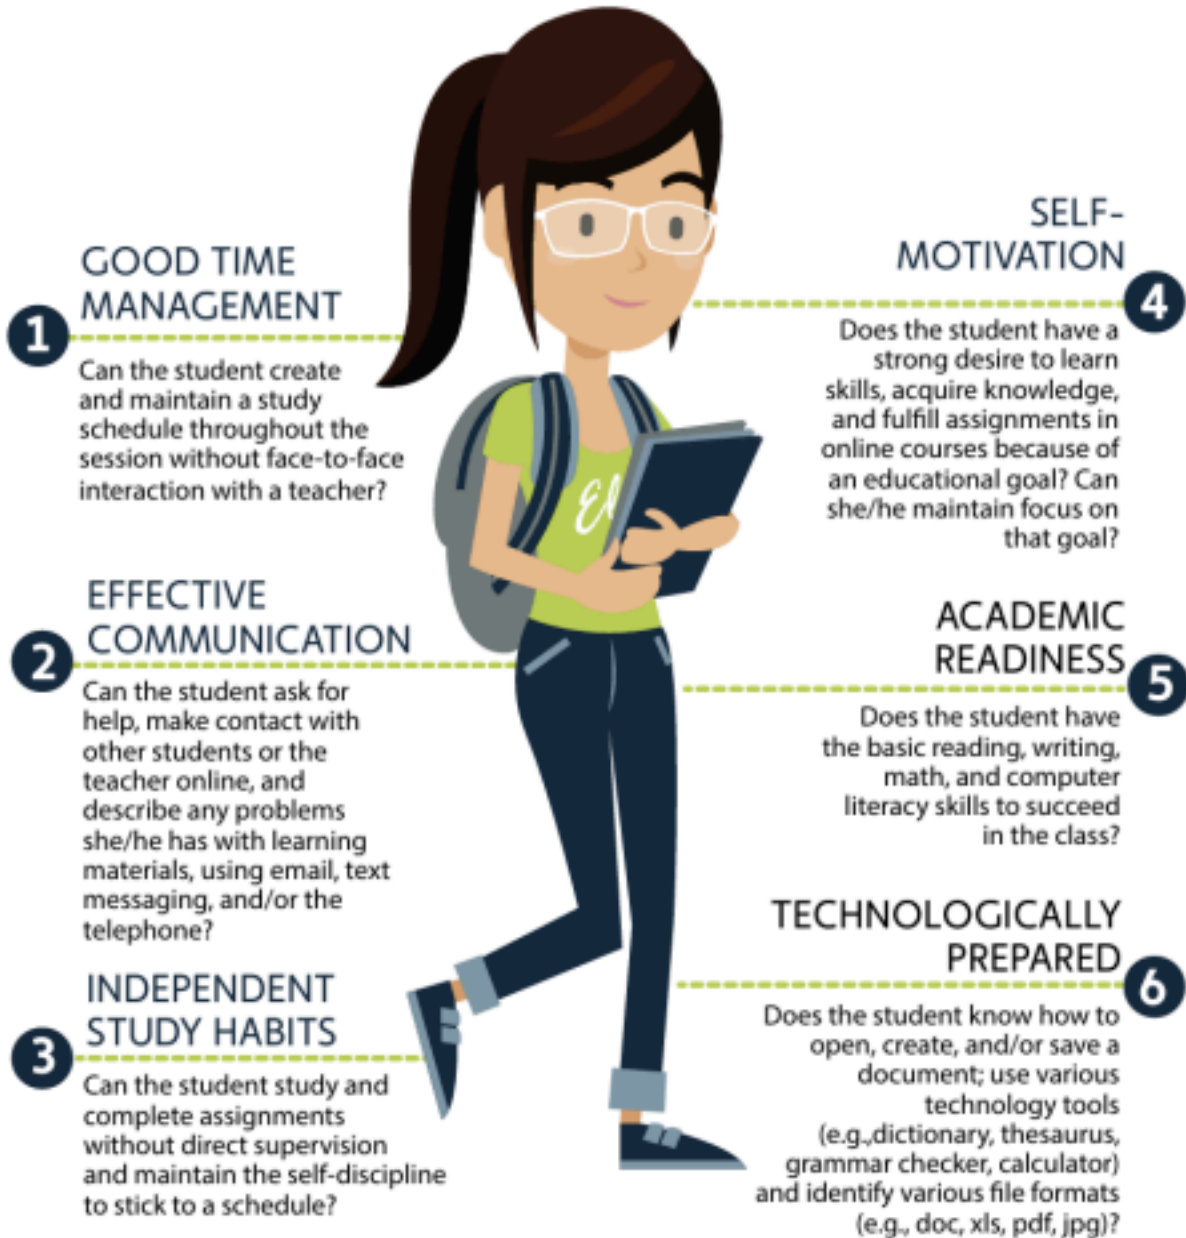 GOOD TIME
MANAGEMENT
1
Can the student create
and maintain a study
schedule throughout the
session without face-to-face
interaction with a teacher?
EFFECTIVE
COMMUNICATION
2
Can the student ask for
help, make contact with
other students or the
teacher online, and
describe any problems
she/he has with learning
materials, using email, text
messaging, and/or the
telephone?
INDEPENDENT
STUDY HABITS
3
Can the student study and
complete assignments
without direct supervision
and maintain the self-discipline
to stick to a schedule?
SELF-
MOTIVATION
4
Does the student have a
strong desire to learn
skills, acquire knowledge,
and fulfill assignments in
online courses because of
an educational goal? Can
she/he maintain focus on
that goal?
ACADEMIC
READINESS
5
Does the student have
the basic reading, writing,
math, and computer
literacy skills to succeed
in the class?
TECHNOLOGICALLY
PREPARED
6
Does the student know how to
open, create, and/or save a
document; use various
technology tools
(e.g.,dictionary, thesaurus,
grammar checker, calculator)
and identify various file formats
(e.g., doc, xls, pdf, jpg)?